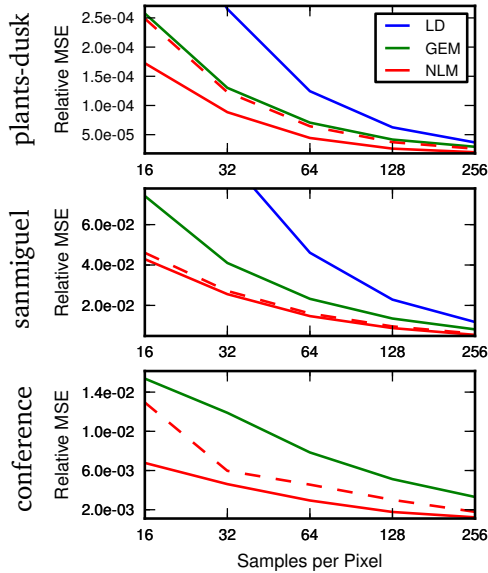 plants-dusk
Relative MSE
2.5e-04
2.0e-04
1.5e-04
1.0e-04
5.0e-05
LD
GEM
NLM
16 32 64 128 256
sanmiguel
Relative MSE
6.0e-02
4.0e-02
2.0e-02
16 32 64 128 256
conference
Relative MSE
1.4e-02
1.0e-02
6.0e-03
2.0e-03
16 32 64 128 256
Samples per Pixel